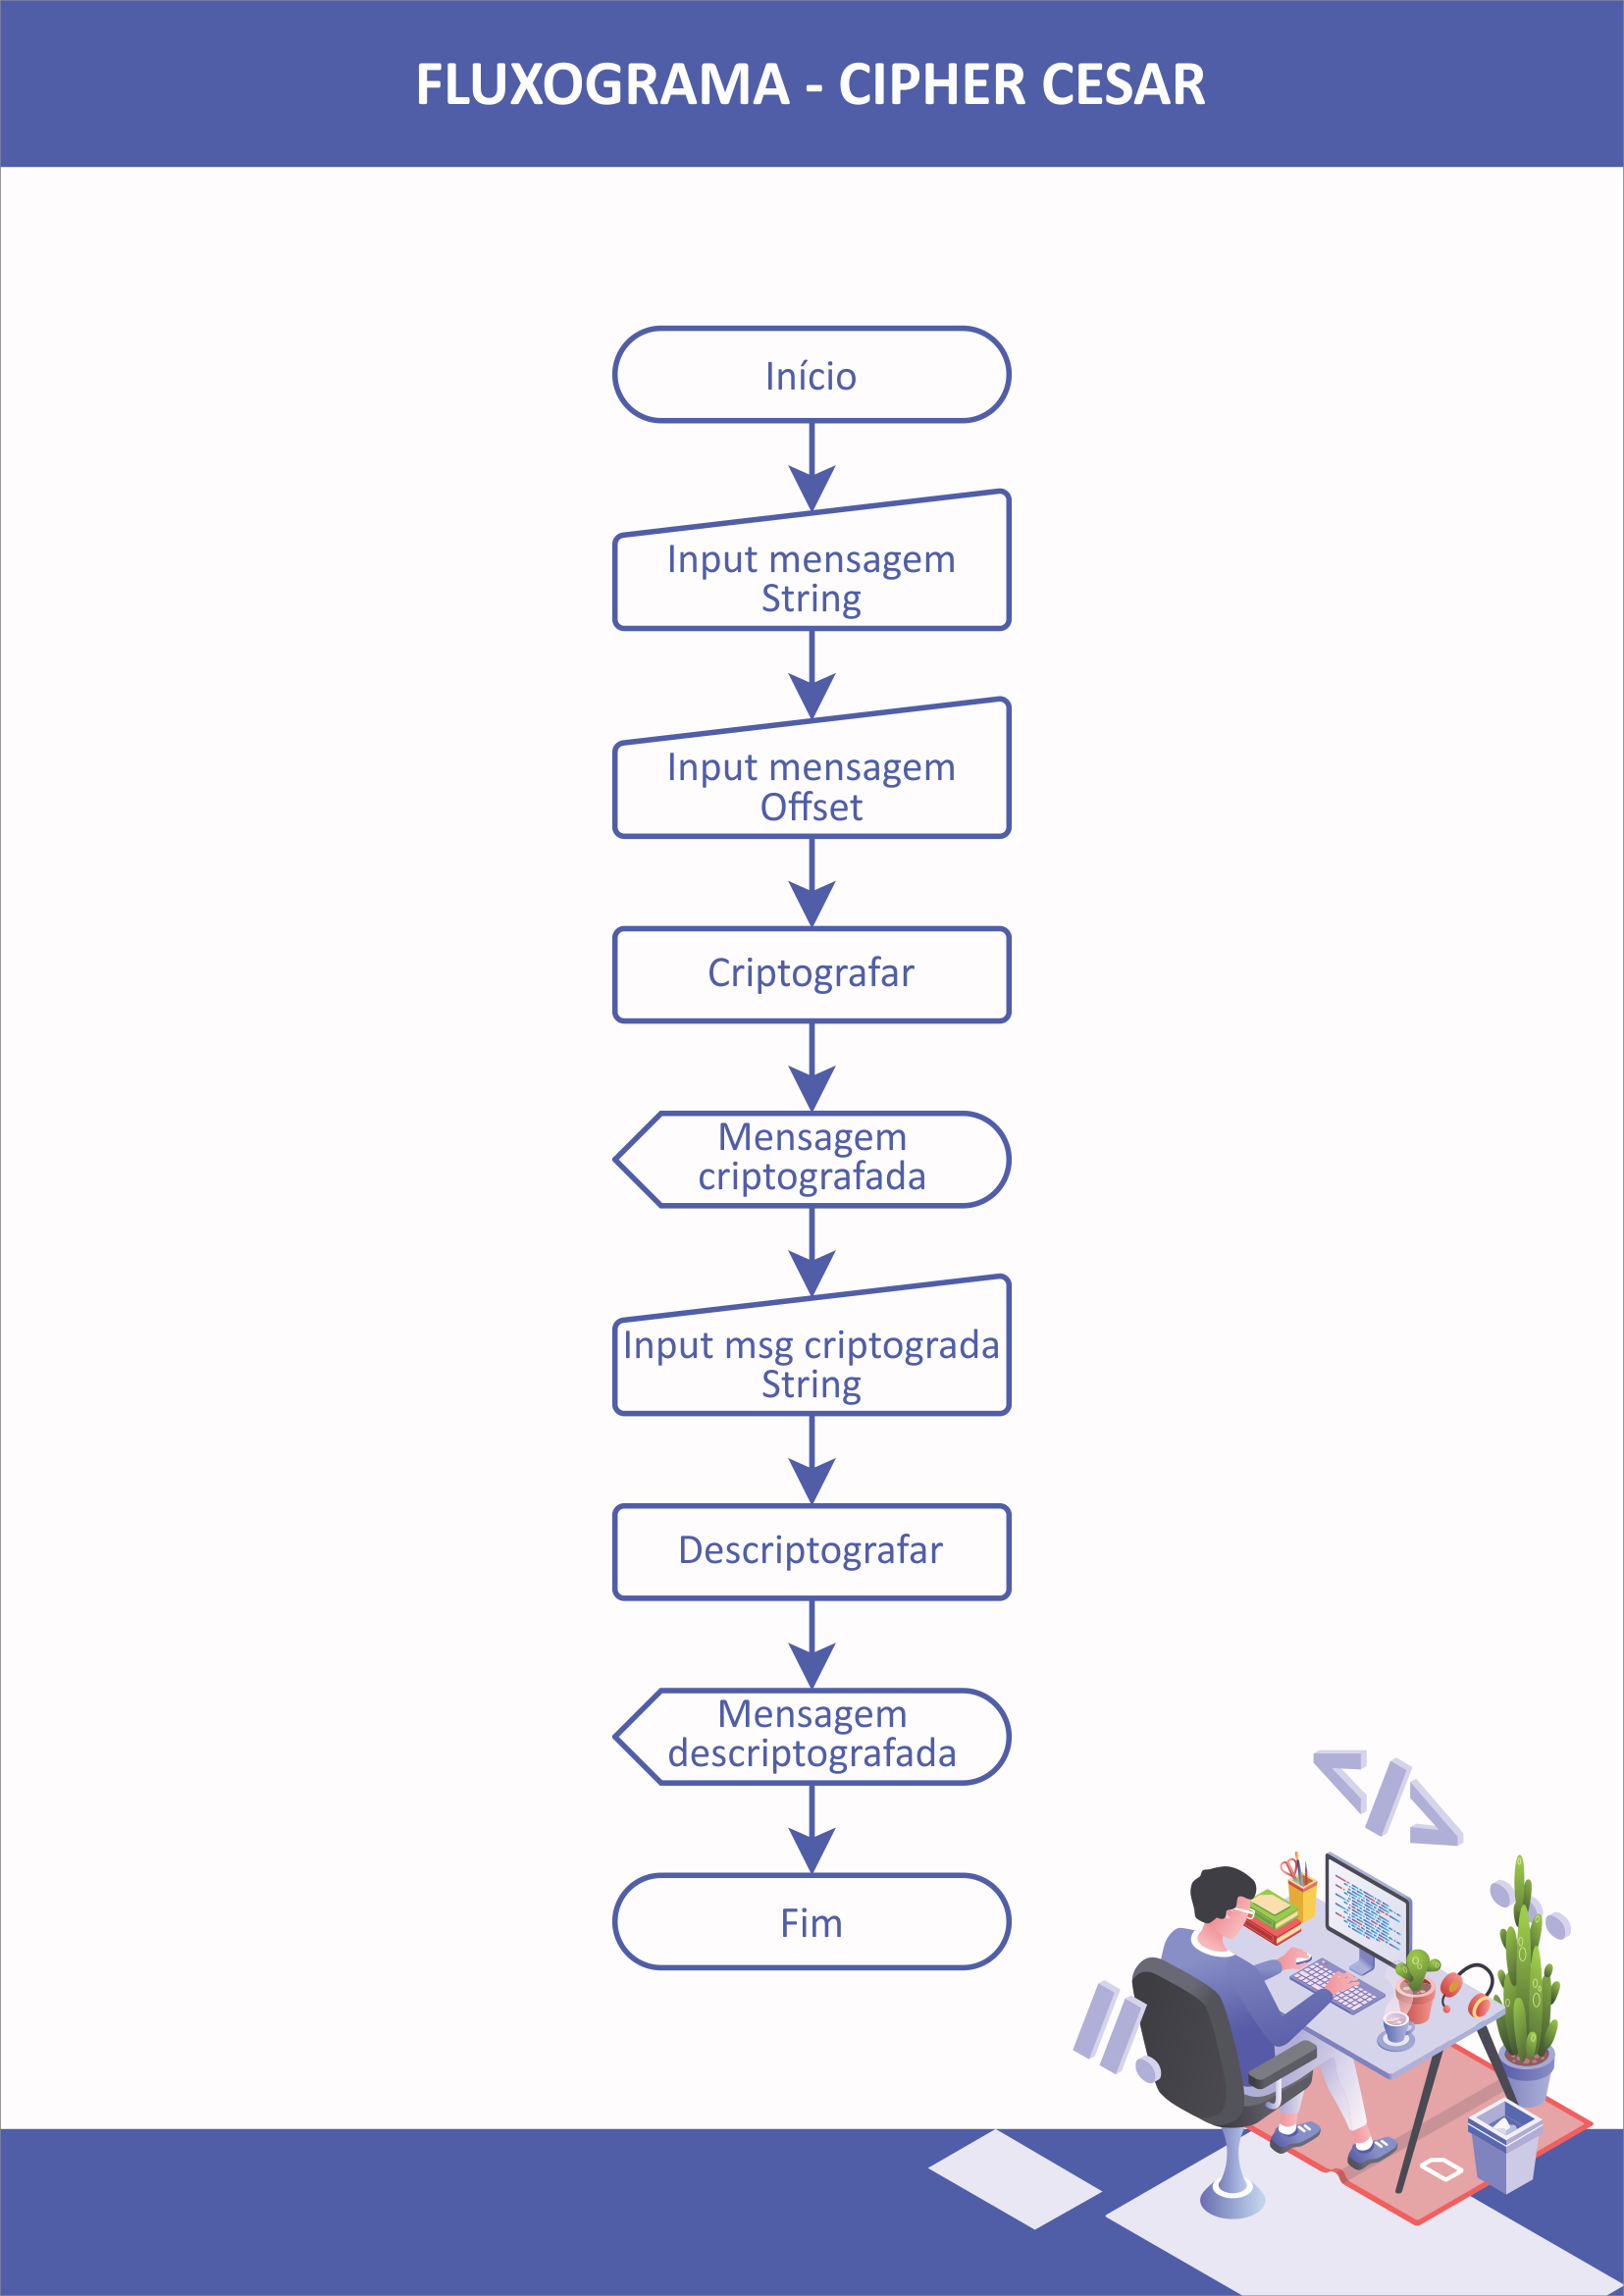 FLUXOGRAMA - CIPHER CESAR
Início
Input mensagem
String
Input mensagem
Offset
Criptografar
Mensagem
criptografada
Input msg criptograda
String
Descriptografar
Mensagem
descriptografada
Fim